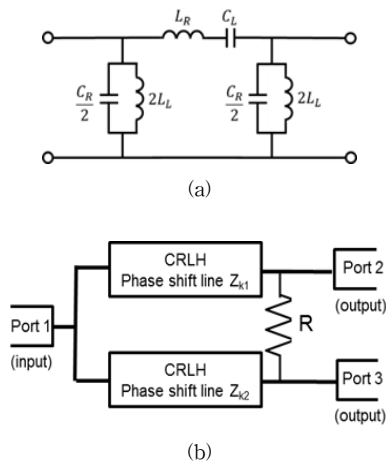 L_R C_L
C_R/2 2L_L C_R/2 2L_L
(a)
CRLH
Phase shift line Z_k1
Port 1
(input)
Port 2
(output)
R
CRLH
Phase shift line Z_k2
Port 3
(output)
(b)